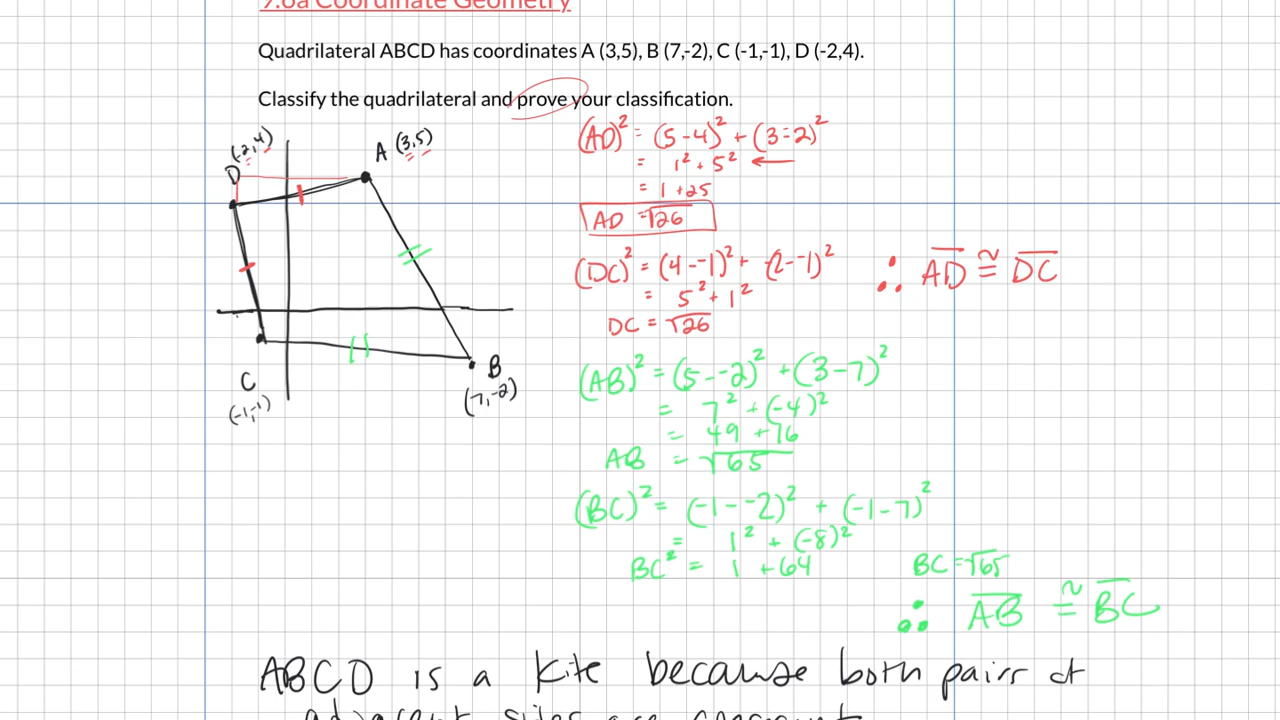 9.6a Coordinate Geometry
Quadrilateral ABCD has coordinates A (3,5), B (7,-2), C (-1,-1), D (-2,4).
Classify the quadrilateral and prove your classification.
(-2,4)
D
A (3,5)
C
(-1,-1)
B
(7,-2)
(AD)² = (5-4)² + (3--2)²
= 1² + 5² ←
= 1 + 25
AD = √26
(DC)² = (4--1)² + (-2--1)²
= 5² + 1²
DC = √26
∴ AD ≅ DC
(AB)² = (5--2)² + (3-7)²
= 7² + (-4)²
= 49 + 16
AB = √65
(BC)² = (-1--2)² + (-1-7)²
= 1² + (-8)²
BC² = 1 + 64
BC = √65
∴ AB ≅ BC
ABCD is a kite because both pairs of
adjacent sides are congruent